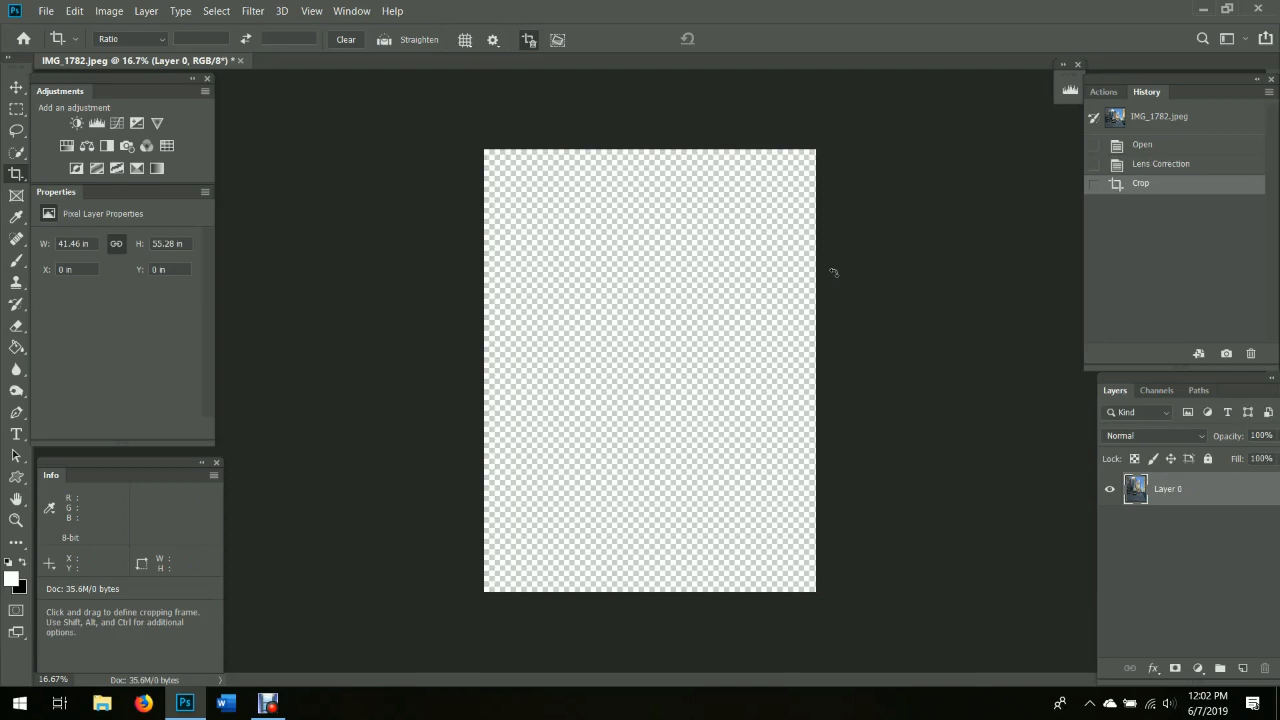 Ps File Edit Image Layer Type Select Filter 3D View Window Help
Ratio Clear Straighten
IMG_1782.jpeg @ 16.7% (Layer 0, RGB/8*) *
Adjustments
Add an adjustment
Properties
Pixel Layer Properties
W: 41.46 in H: 55.28 in
X: 0 in Y: 0 in
Info
R :
G :
B :
8-bit
X : W :
Y : H :
Doc: 35.6M/0 bytes
Click and drag to define cropping frame.
Use Shift, Alt, and Ctrl for additional
options.
16.67% Doc: 35.6M/0 bytes
Actions History
IMG_1782.jpeg
Open
Lens Correction
Crop
Layers Channels Paths
Kind
Normal Opacity: 100%
Lock: Fill: 100%
Layer 0
Ps
12:02 PM
6/7/2019